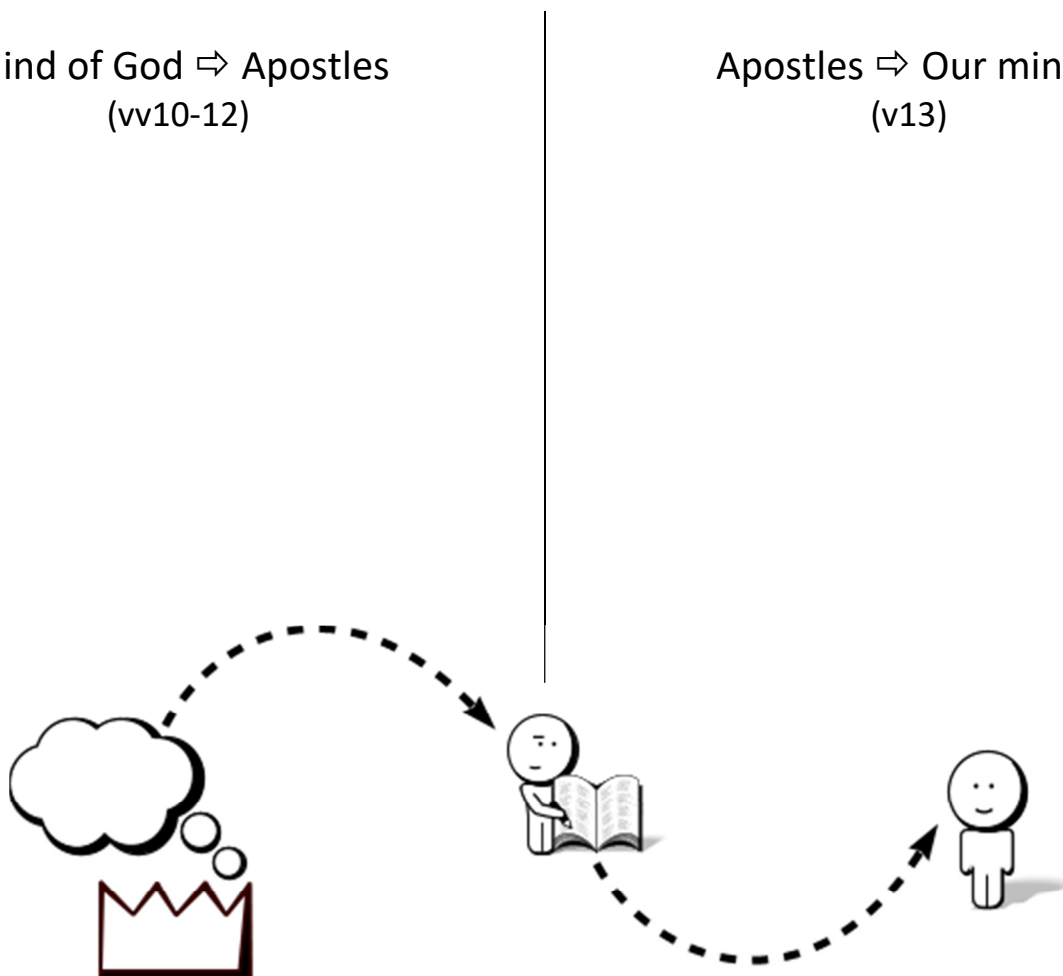 ind of God ⇨ Apostles
(vv10-12)
Apostles ⇨ Our min
(v13)